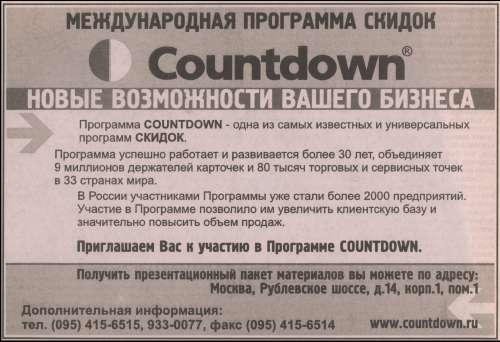 МЕЖДУНАРОДНАЯ ПРОГРАММА СКИДОК
Countdown®
НОВЫЕ ВОЗМОЖНОСТИ ВАШЕГО БИЗНЕСА
Программа COUNTDOWN - одна из самых известных и универсальных
программ СКИДОК.
Программа успешно работает и развивается более 30 лет, объединяет
9 миллионов держателей карточек и 80 тысяч торговых и сервисных точек
в 33 странах мира.
В России участниками Программы уже стали более 2000 предприятий.
Участие в Программе позволило им увеличить клиентскую базу и
значительно повысить объем продаж.
Приглашаем Вас к участию в Программе COUNTDOWN.
Получить презентационный пакет материалов вы можете по адресу:
Москва, Рублевское шоссе, д.14, корп.1, пом.1
Дополнительная информация:
тел. (095) 415-6515, 933-0077, факс (095) 415-6514 www.countdown.ru